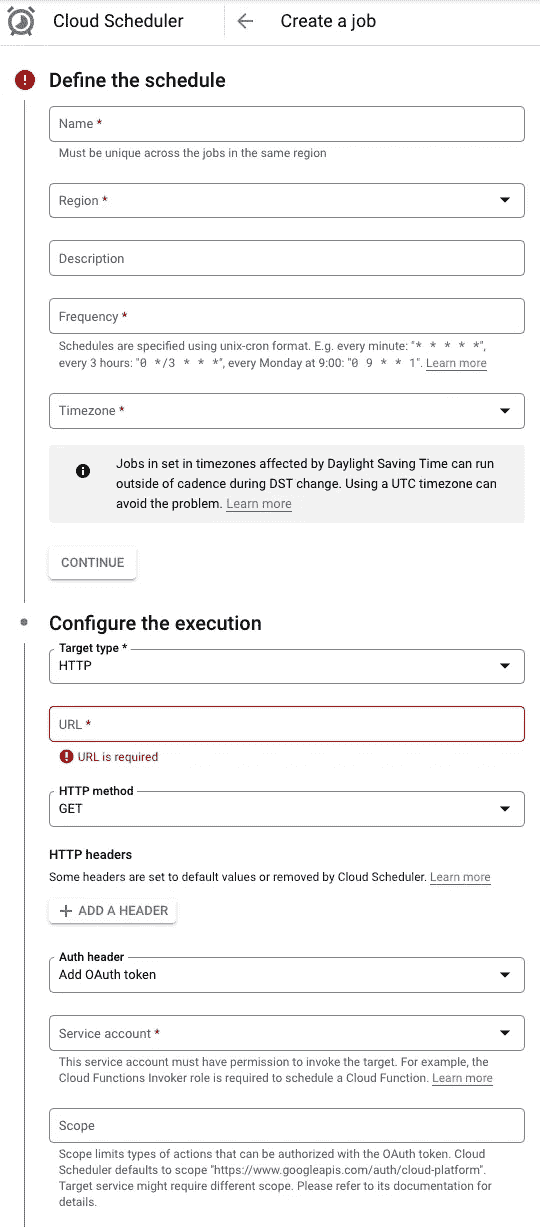 Cloud Scheduler
Create a job
Define the schedule
Name *
Must be unique across the jobs in the same region
Region *
Description
Frequency *
Schedules are specified using unix-cron format. E.g. every minute: "* * * * *",
every 3 hours: "0 */3 * * *", every Monday at 9:00: "0 9 * * 1". Learn more
Timezone *
Jobs in set in timezones affected by Daylight Saving Time can run
outside of cadence during DST change. Using a UTC timezone can
avoid the problem. Learn more
CONTINUE
Configure the execution
Target type *
HTTP
URL *
URL is required
HTTP method
GET
HTTP headers
Some headers are set to default values or removed by Cloud Scheduler. Learn more
+ ADD A HEADER
Auth header
Add OAuth token
Service account *
This service account must have permission to invoke the target. For example, the
Cloud Functions Invoker role is required to schedule a Cloud Function. Learn more
Scope
Scope limits types of actions that can be authorized with the OAuth token. Cloud
Scheduler defaults to scope "https://www.googleapis.com/auth/cloud-platform".
Target service might require different scope. Please refer to its documentation for
details.